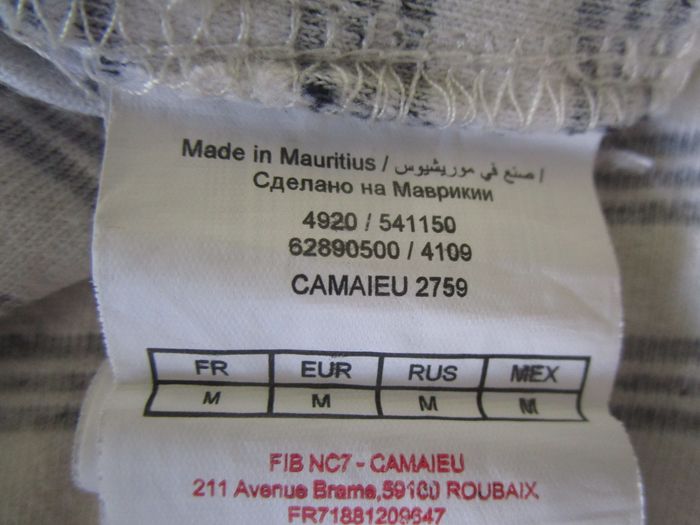 Made in Mauritius / صنع في موريشيوس /
Сделано на Маврикии
4920 / 541150
62890500 / 4109
CAMAIEU 2759
FR EUR RUS MEX
M M M M
FIB NC7 - CAMAIEU
211 Avenue Brame,59100 ROUBAIX
FR71881209647